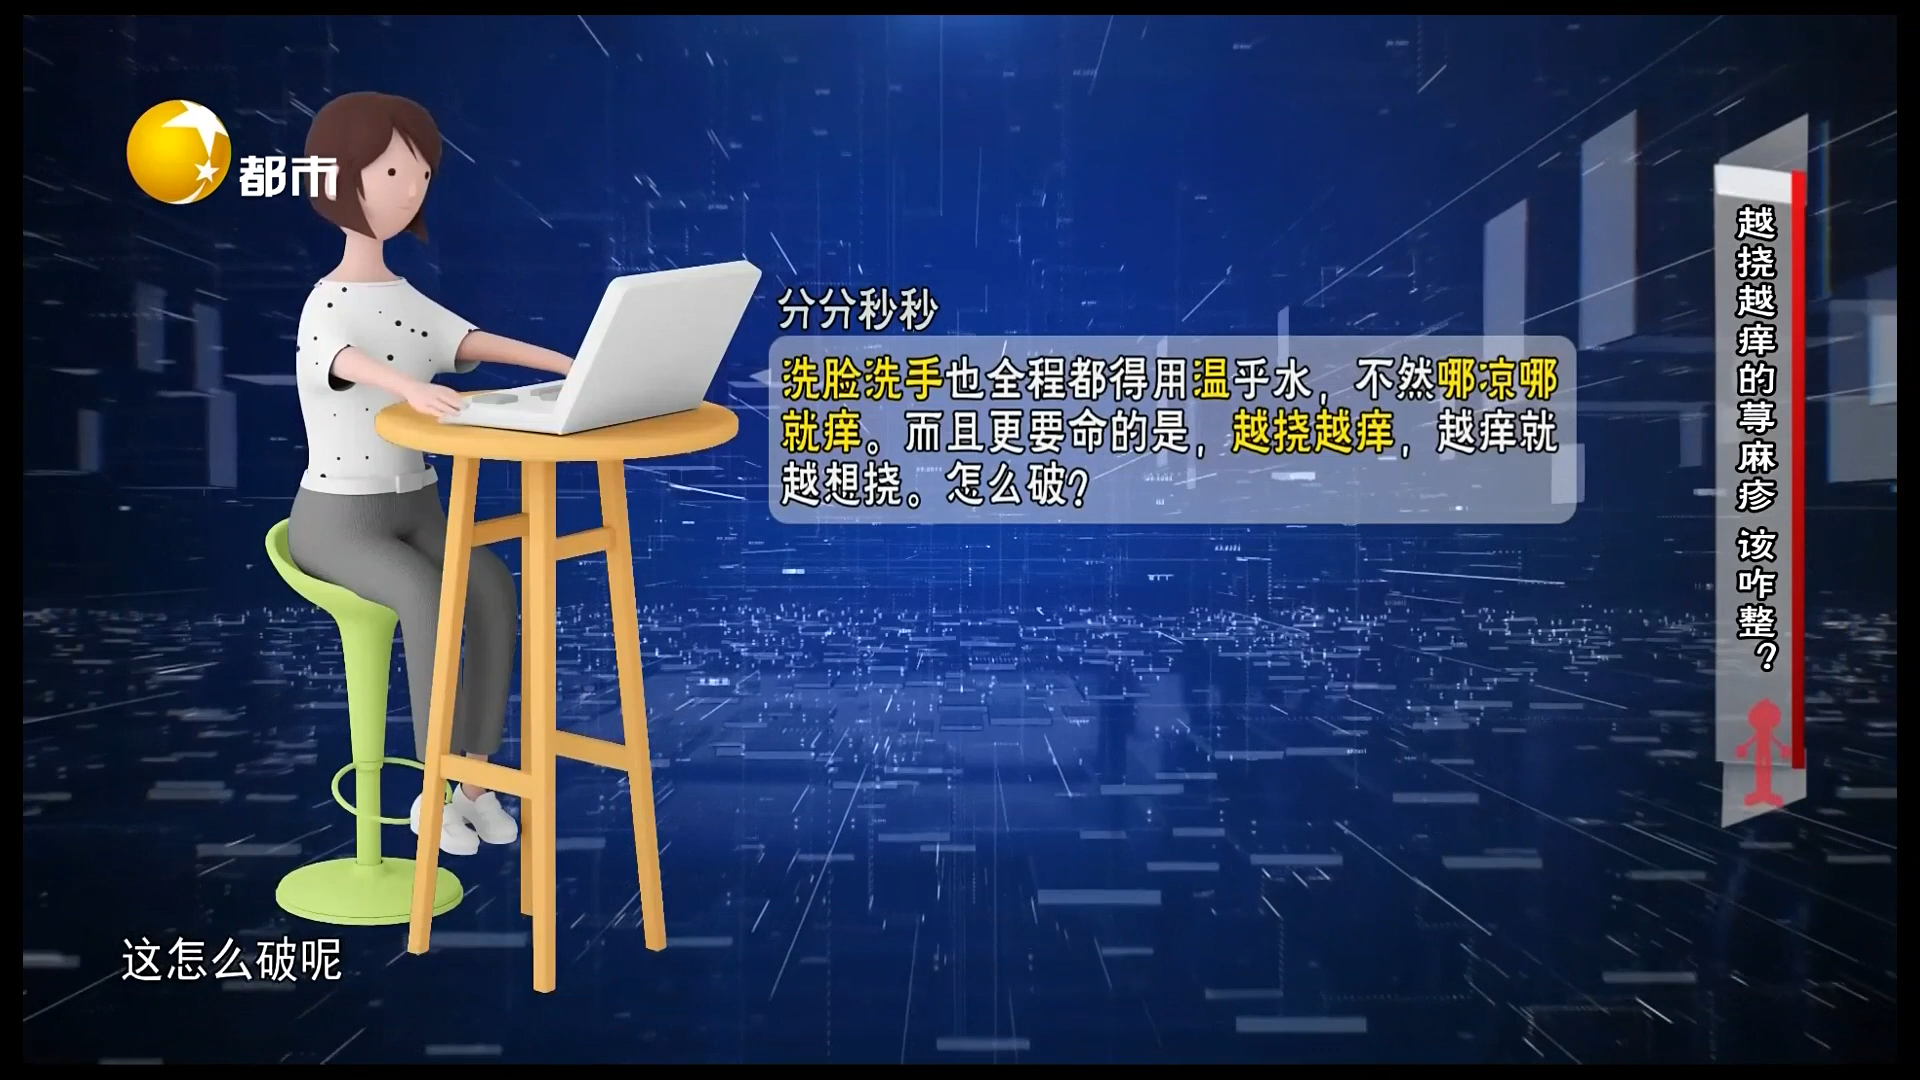 都市
分分秒秒
洗脸洗手也全程都得用温乎水，不然哪凉哪
就痒。而且更要命的是，越挠越痒，越痒就
越想挠。怎么破？
越挠越痒的荨麻疹 该咋整？
这怎么破呢